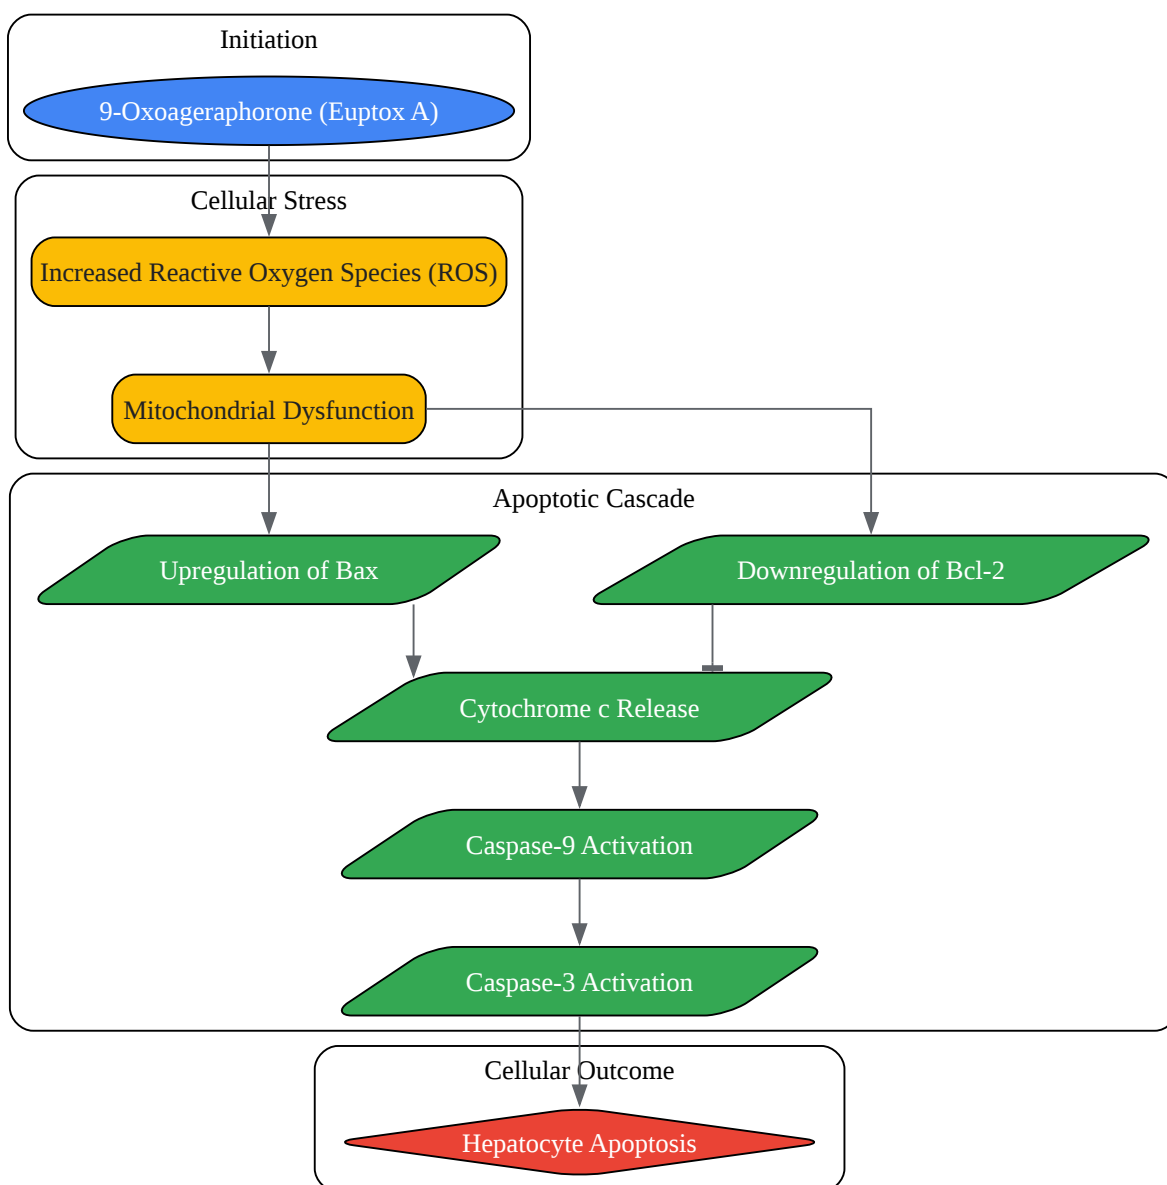 Initiation
9-Oxoageraphorone (Euptox A)
Cellular Stress
Increased Reactive Oxygen Species (ROS)
Mitochondrial Dysfunction
Apoptotic Cascade
Upregulation of Bax
Downregulation of Bcl-2
Cytochrome c Release
Caspase-9 Activation
Caspase-3 Activation
Cellular Outcome
Hepatocyte Apoptosis